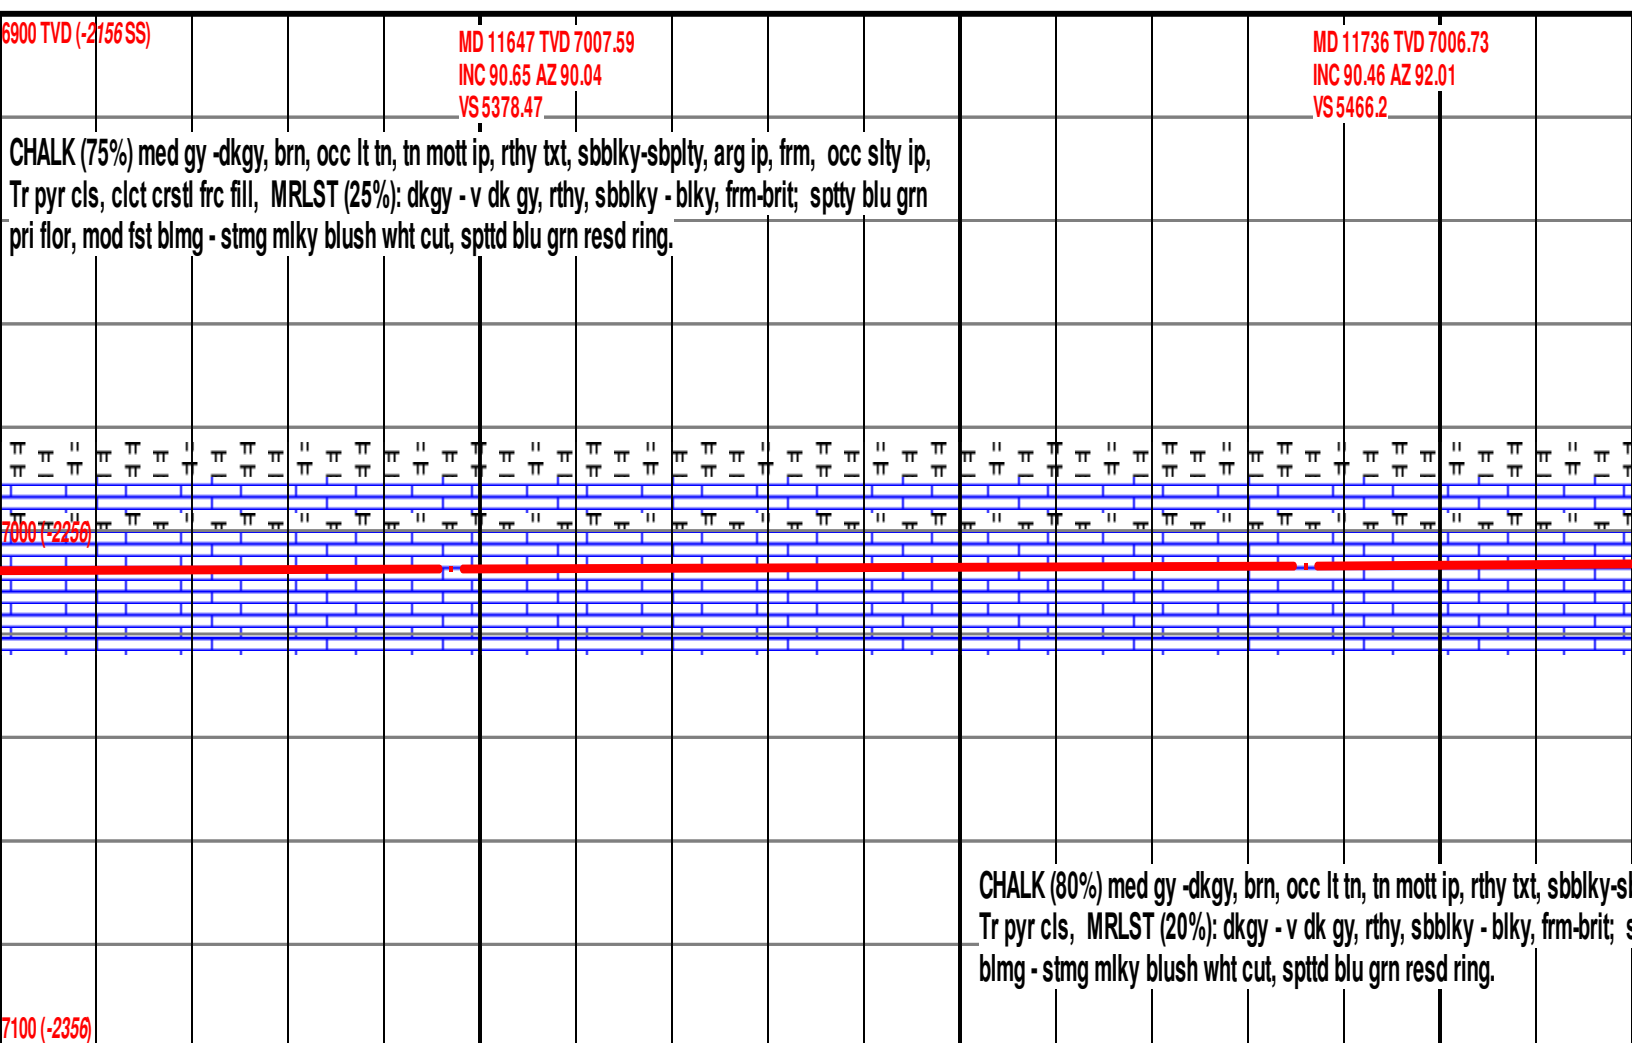 6900 TVD (-2156 SS)
MD 11647 TVD 7007.59
INC 90.65 AZ 90.04
VS 5378.47
MD 11736 TVD 7006.73
INC 90.46 AZ 92.01
VS 5466.2
CHALK (75%) med gy -dkgy, brn, occ lt tn, tn mott ip, rthy txt, sbblky-sbplty, arg ip, frm, occ slty ip,
Tr pyr cls, clct crstl frc fill, MRLST (25%): dkgy - v dk gy, rthy, sbblky - blky, frm-brit; sptty blu grn
pri flor, mod fst blmg - stmg mlky blush wht cut, spttd blu grn resd ring.
7000 (-2256)
CHALK (80%) med gy -dkgy, brn, occ lt tn, tn mott ip, rthy txt, sbblky-
Tr pyr cls, MRLST (20%): dkgy - v dk gy, rthy, sbblky - blky, frm-brit;
blmg - stmg mlky blush wht cut, spttd blu grn resd ring.
7100 (-2356)